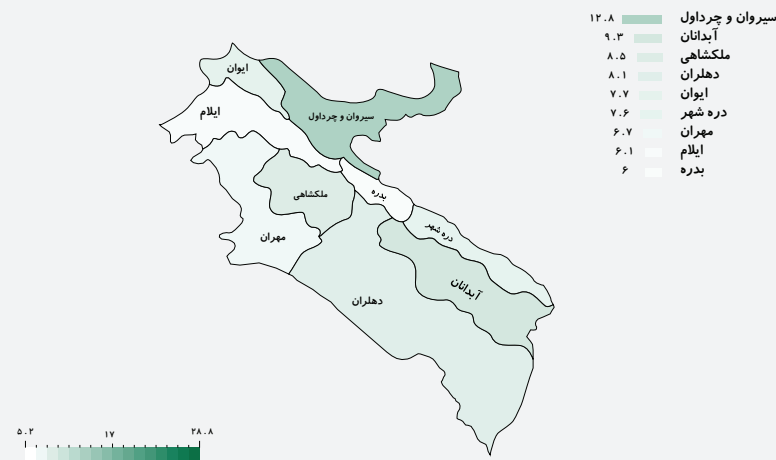 سیروان و چرداول ۱۲.۸
آبدانان ۹.۳
ملکشاهی ۸.۵
دهلران ۸.۱
ایوان ۷.۷
دره شهر ۷.۶
مهران ۶.۷
ایلام ۶.۱
بدره ۶
ایوان
ایلام
سیروان و چرداول
ملکشاهی
بدره
دره شهر
مهران
آبدانان
دهلران
۵.۲ ۱۷ ۲۸.۸